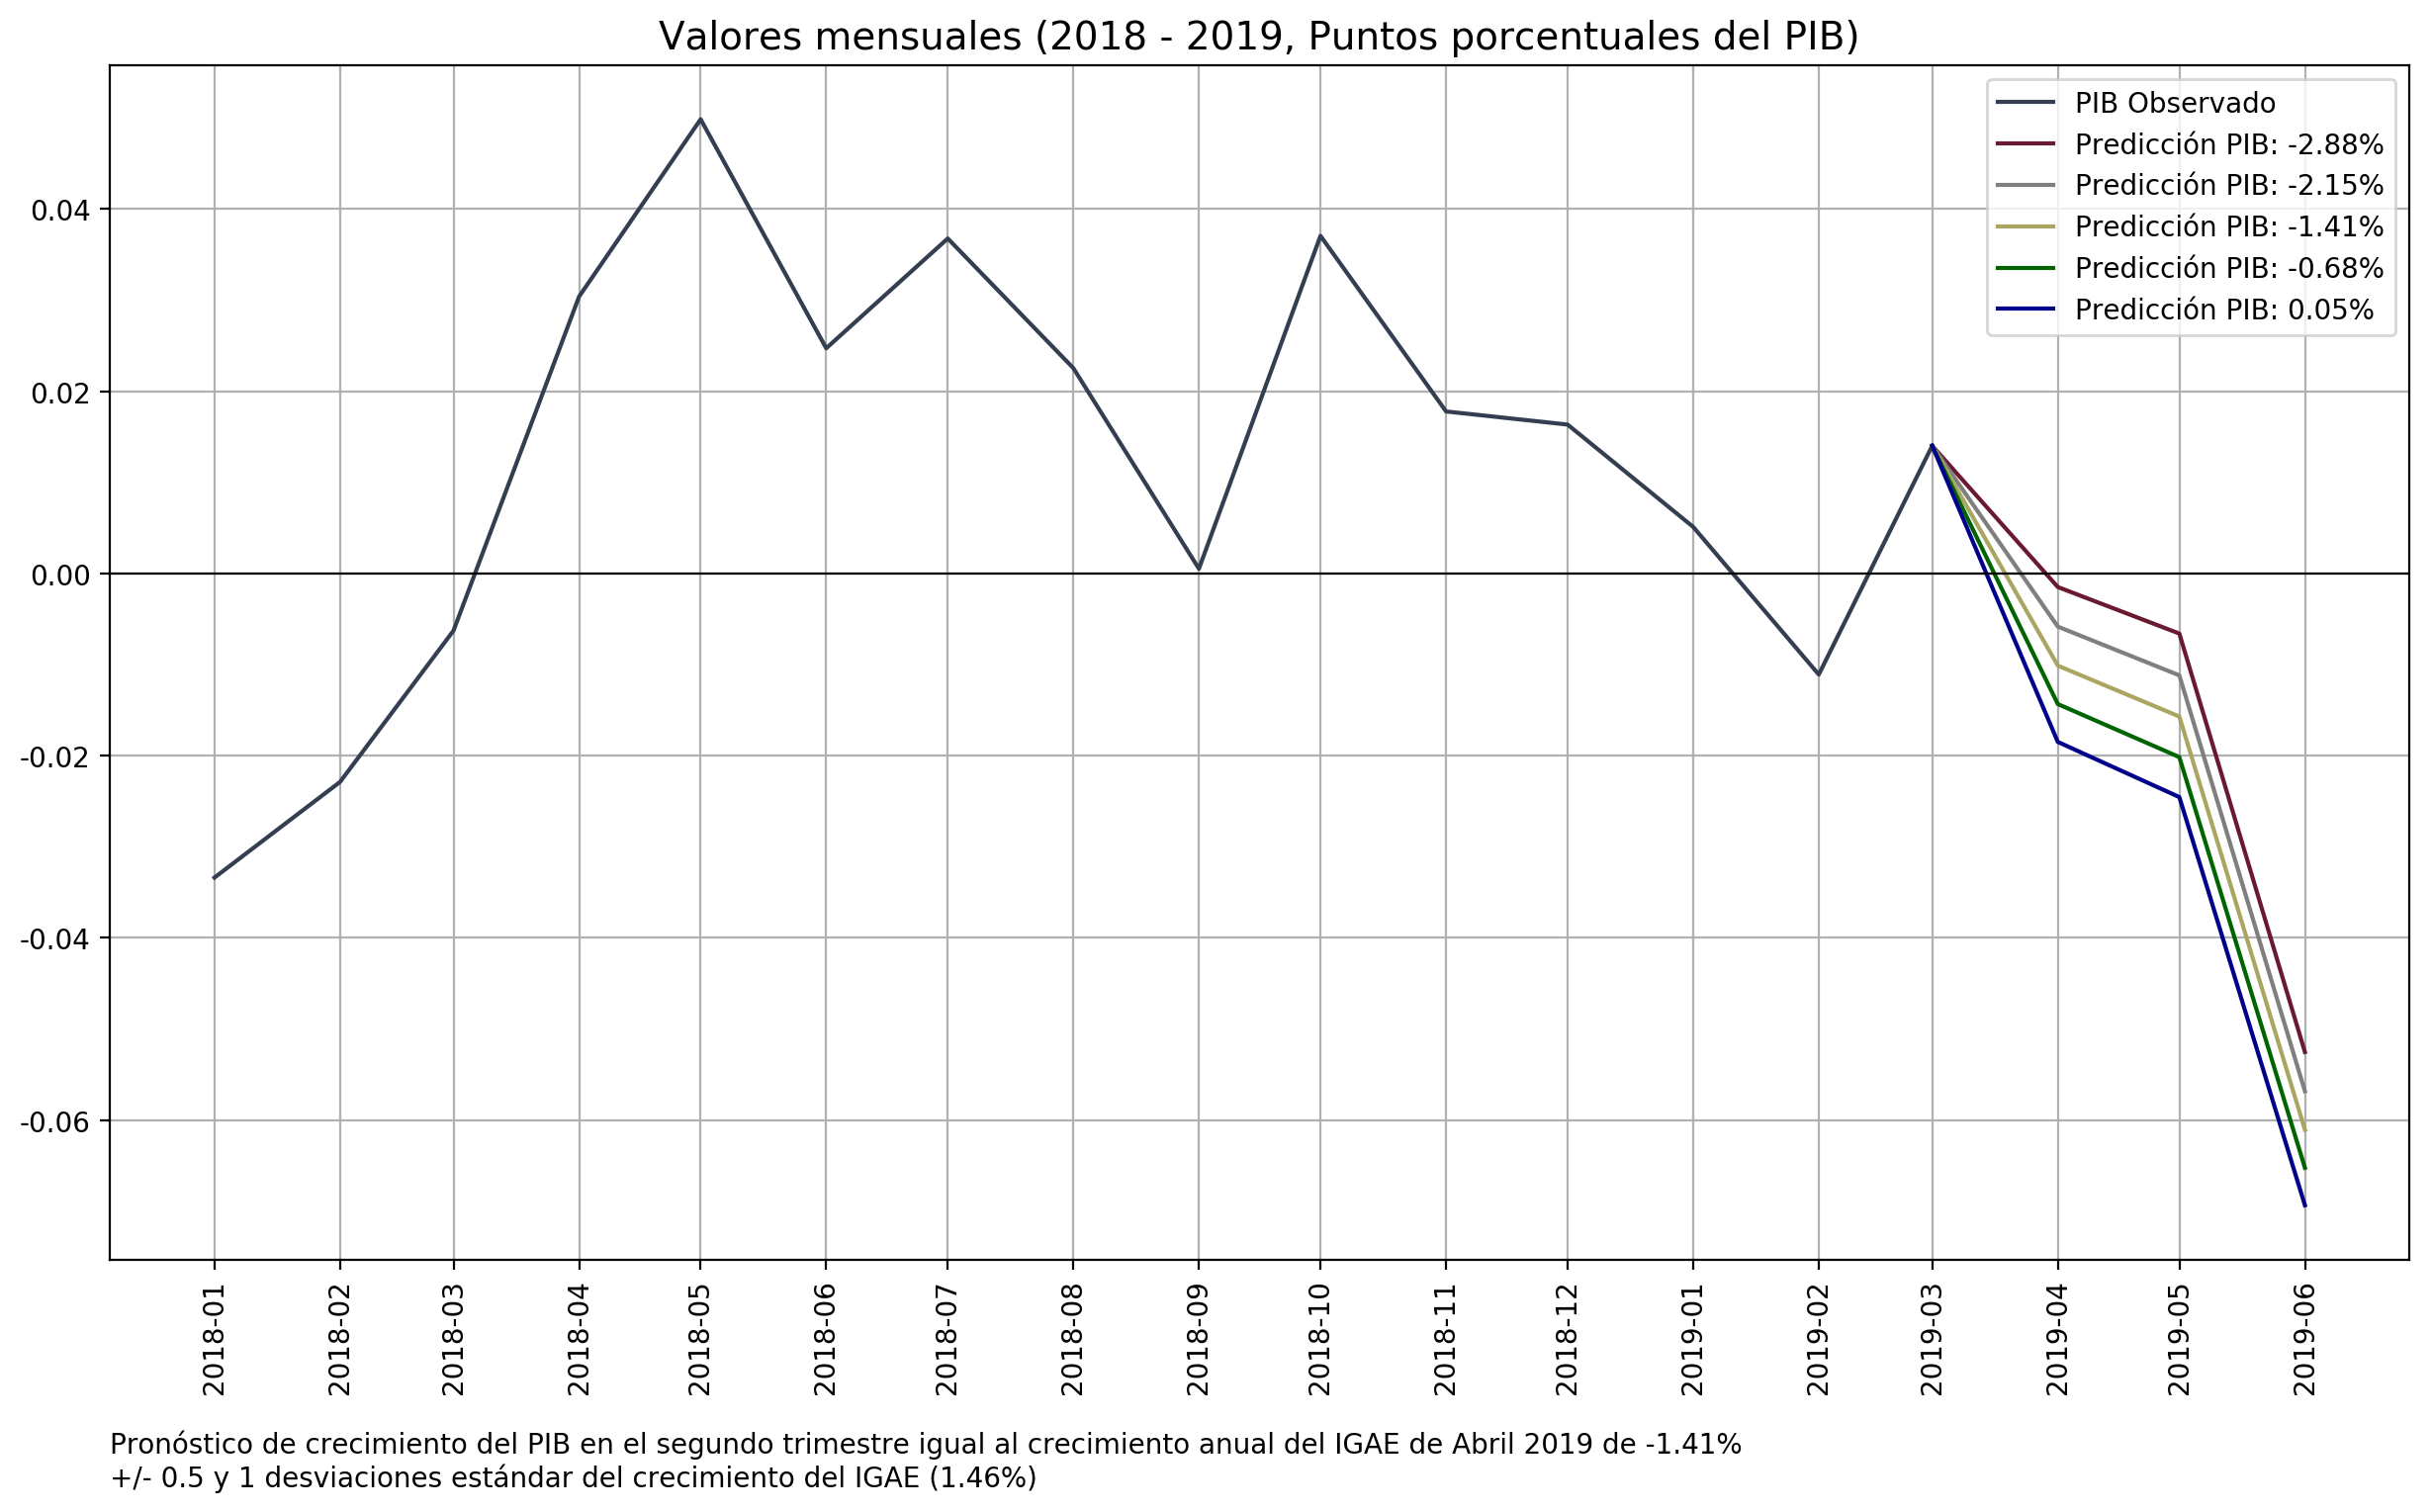 Valores mensuales (2018 - 2019, Puntos porcentuales del PIB)
PIB Observado
Predicción PIB: -2.88%
Predicción PIB: -2.15%
Predicción PIB: -1.41%
Predicción PIB: -0.68%
Predicción PIB: 0.05%
0.04
0.02
0.00
-0.02
-0.04
-0.06
2018-01
2018-02
2018-03
2018-04
2018-05
2018-06
2018-07
2018-08
2018-09
2018-10
2018-11
2018-12
2019-01
2019-02
2019-03
2019-04
2019-05
2019-06
Pronóstico de crecimiento del PIB en el segundo trimestre igual al crecimiento anual del IGAE de Abril 2019 de -1.41%
+/- 0.5 y 1 desviaciones estándar del crecimiento del IGAE (1.46%)